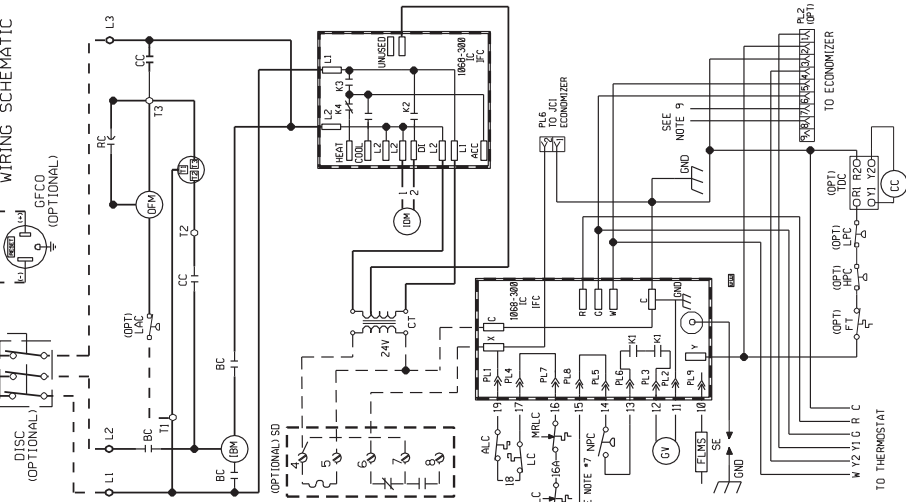 WIRING SCHEMATIC
L3
L2
L1
DISC
(OPTIONAL)
GFCO
(OPTIONAL)
(+)
(-)
RESET
RC
CC
T3
OFM
T2
CC
(OPT)
LAC
T1
BC
BC
IBM
BC
L1
K3
K4
L2
K2
HEAT
COOL
L2
L2
DI
L2
L1
ACC
UNUSED
1068-300
IC
IFC
1
2
IDM
24V
CT
(OPTIONAL) SD
4
5
6
7
8
PL6
TO JCI
ECONOMIZER
2
1
SEE
NOTE 9
GND
PL2
(OPT)
1
2
3
4
5
6
7
8
9
TO ECONOMIZER
(OPT)
TDC
R1 R2
Y1 Y2
CC
(OPT)
LPC
(OPT)
HPC
(OPT)
FT
1068-300
IC
IFC
C
X
R
G
W
C
GND
Y
K1
K1
PL1
PL4
PL7
PL8
PL5
PL6
PL3
PL2
PL9
19
17
16
15
14
13
12
11
10
ALC
LC
18
MRLC
16A
LC
E NOTE *7
NPC
GV
FLMS
SE
GND
W Y2 Y1 G R C
TO THERMOSTAT